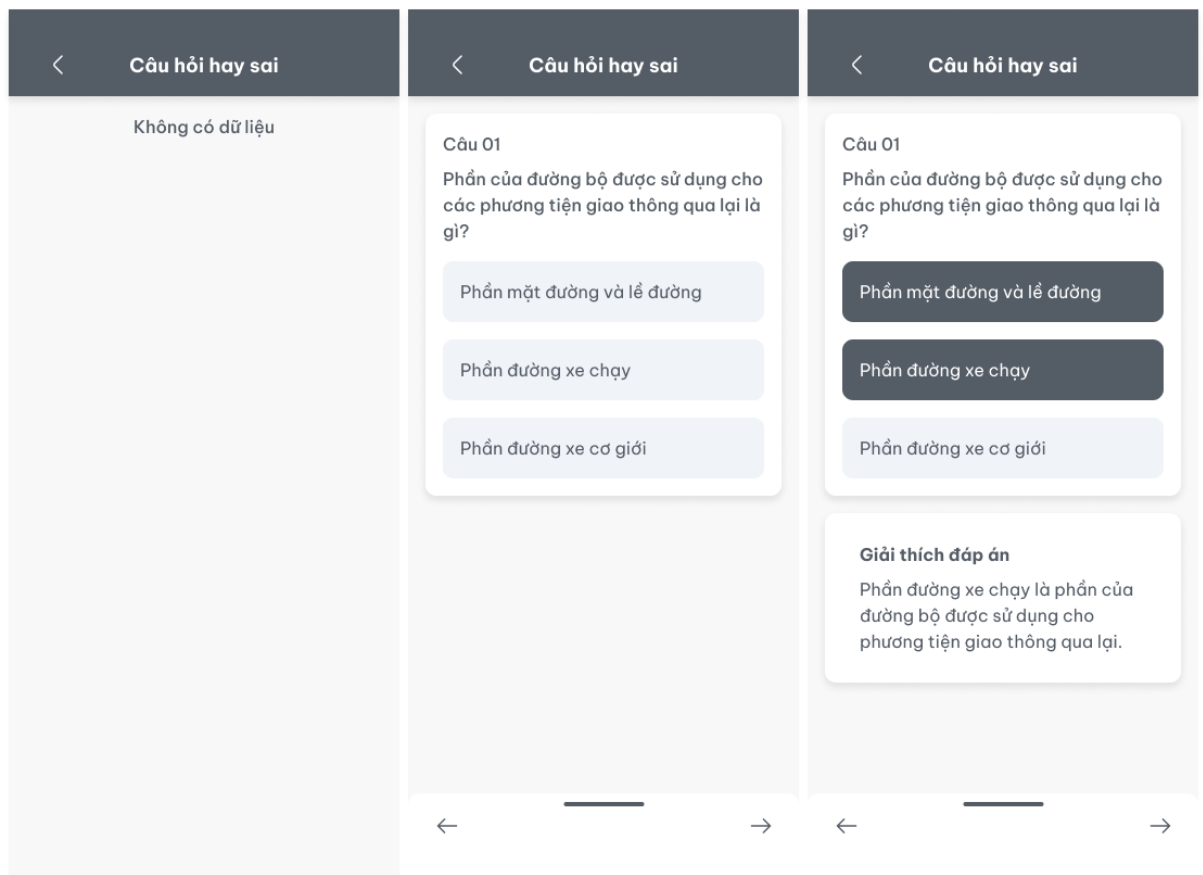 Câu hỏi hay sai
Không có dữ liệu
Câu hỏi hay sai
Câu 01
Phần của đường bộ được sử dụng cho
các phương tiện giao thông qua lại là
gì?
Phần mặt đường và lề đường
Phần đường xe chạy
Phần đường xe cơ giới
Câu hỏi hay sai
Câu 01
Phần của đường bộ được sử dụng cho
các phương tiện giao thông qua lại là
gì?
Phần mặt đường và lề đường
Phần đường xe chạy
Phần đường xe cơ giới
Giải thích đáp án
Phần đường xe chạy là phần của
đường bộ được sử dụng cho
phương tiện giao thông qua lại.